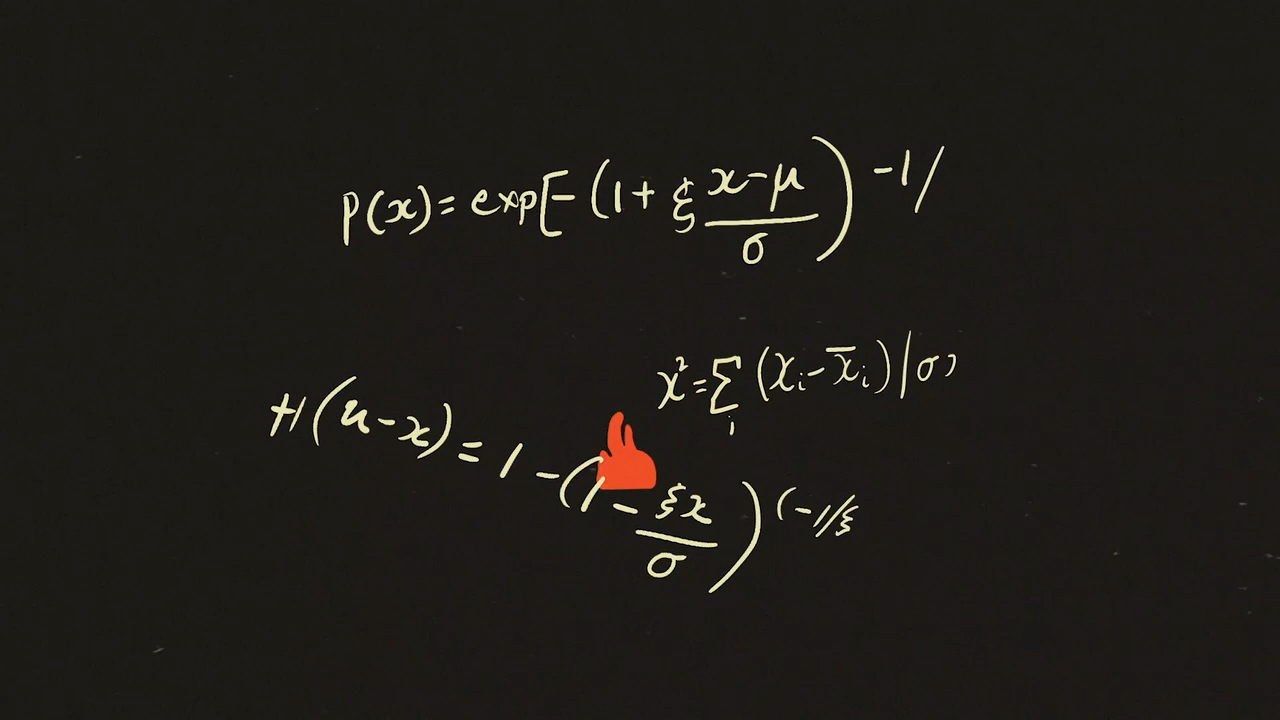 P(x) = exp[-(1 + ξ x-μ/σ)^-1/
χ² = Σ_i (x_i - x̄_i)|σ
H(u-x) = 1 - (1 - ξx/σ)^(-1/ξ